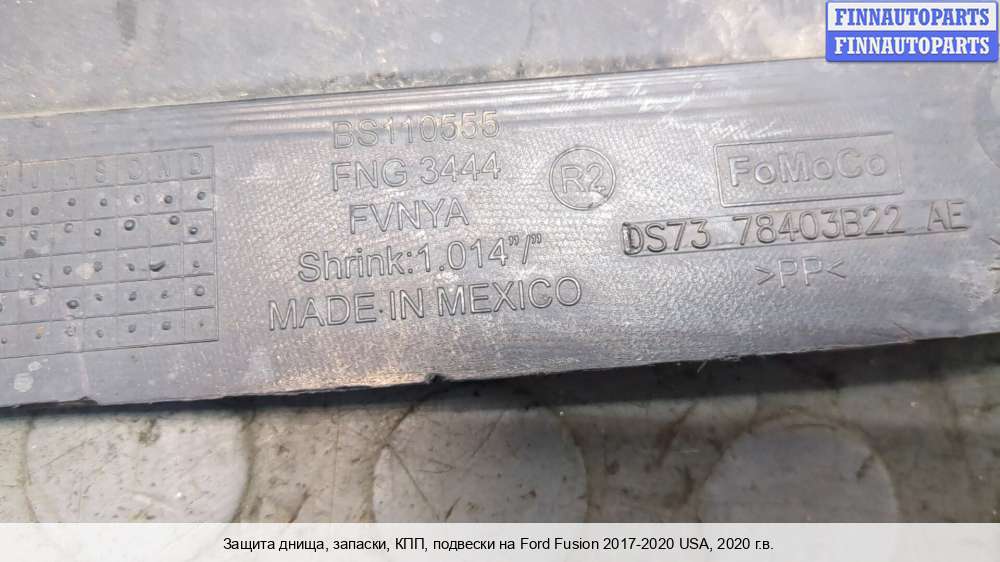 FINNAUTOPARTS
FINNAUTOPARTS
BS110555
FNG 3444
FVNYA
Shrink:1.014”/”
MADE IN MEXICO
R2
FoMoCo
DS73 78403B22 AE
>PP<
J J A S O N D
Защита днища, запаски, КПП, подвески на Ford Fusion 2017-2020 USA, 2020 г.в.